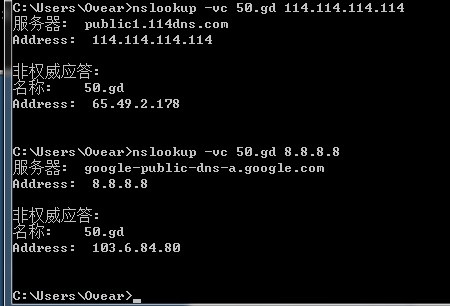 C:\Users\Ovear>nslookup -vc 50.gd 114.114.114.114
服务器:  public1.114dns.com
Address:  114.114.114.114
非权威应答:
名称:    50.gd
Address:  65.49.2.178
C:\Users\Ovear>nslookup -vc 50.gd 8.8.8.8
服务器:  google-public-dns-a.google.com
Address:  8.8.8.8
非权威应答:
名称:    50.gd
Address:  103.6.84.80
C:\Users\Ovear>